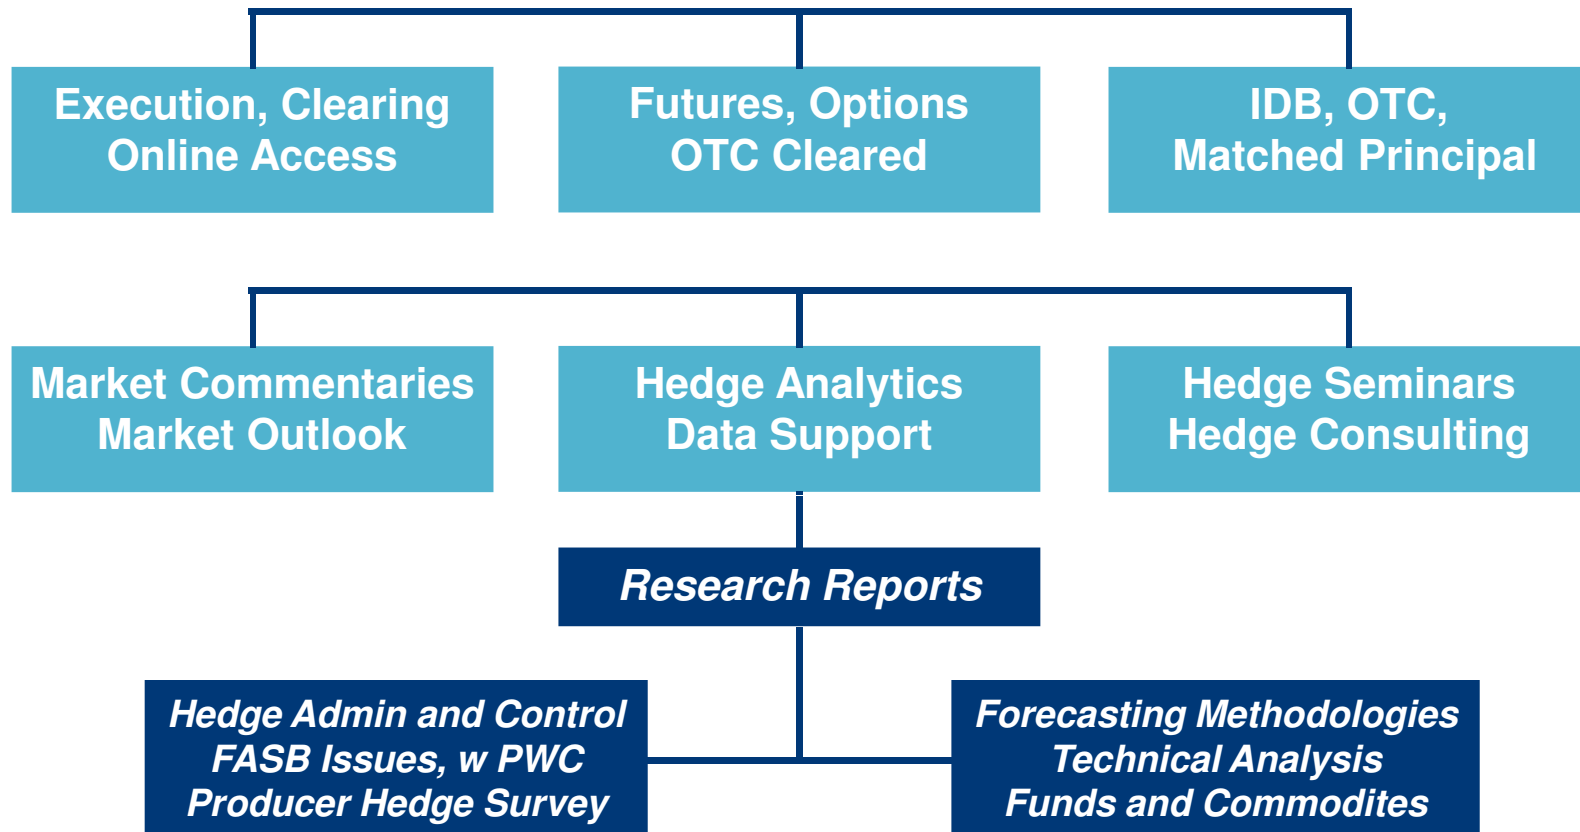 Execution, Clearing
Online Access
Futures, Options
OTC Cleared
IDB, OTC,
Matched Principal
Market Commentaries
Market Outlook
Hedge Analytics
Data Support
Hedge Seminars
Hedge Consulting
Research Reports
Hedge Admin and Control
FASB Issues, w PWC
Producer Hedge Survey
Forecasting Methodologies
Technical Analysis
Funds and Commodites